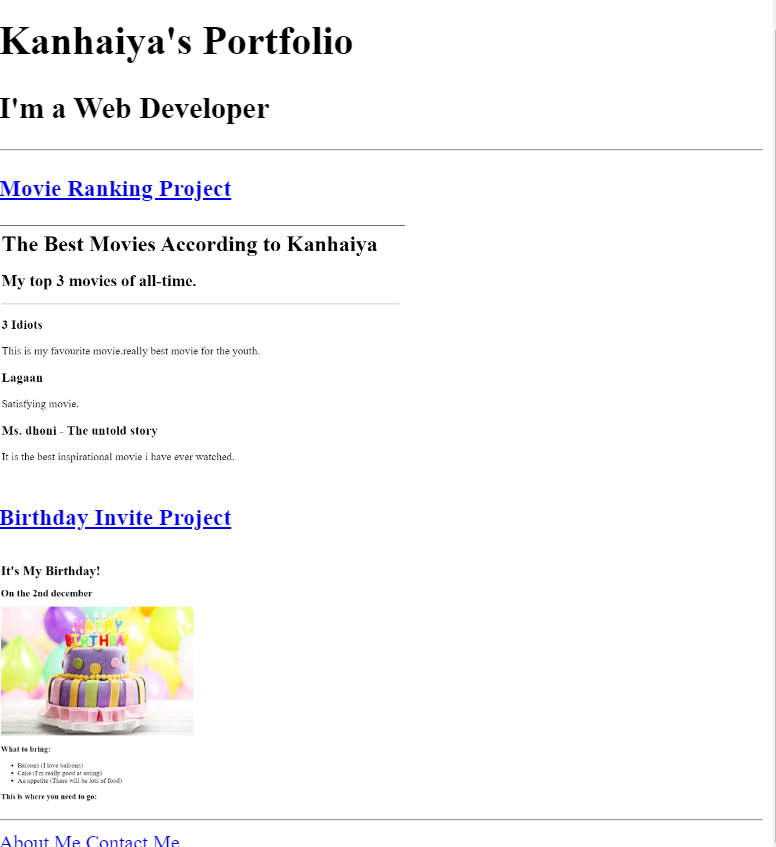 Kanhaiya's Portfolio
I'm a Web Developer
Movie Ranking Project
The Best Movies According to Kanhaiya
My top 3 movies of all-time.
3 Idiots
This is my favourite movie.really best movie for the youth.
Lagaan
Satisfying movie.
Ms. dhoni - The untold story
It is the best inspirational movie i have ever watched.
Birthday Invite Project
It's My Birthday!
On the 2nd december
HAPPY
BIRTHDAY
What to bring:
Baloons (I love baloons)
Cake (I'm really good at eating)
An appetite (There will be lots of food)
This is where you need to go:
About Me Contact Me